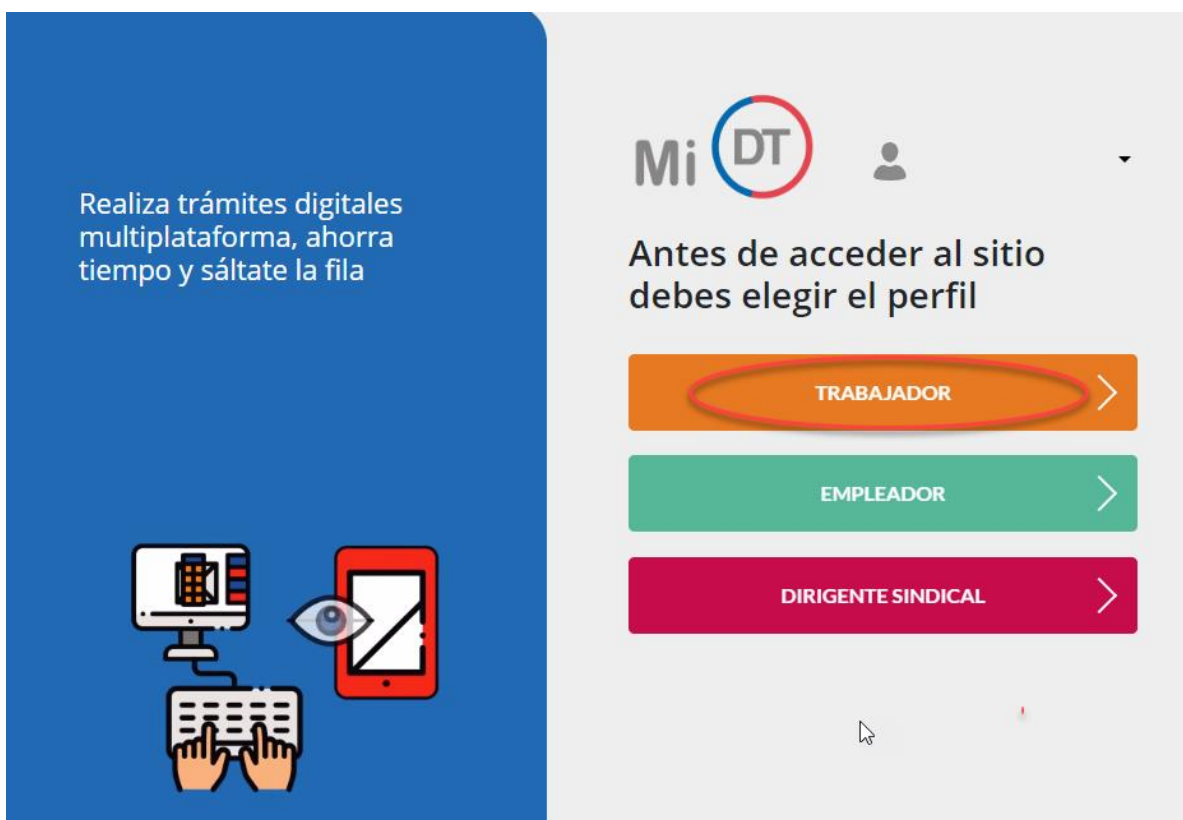 Realiza trámites digitales
multiplataforma, ahorra
tiempo y sáltate la fila
Mi DT
Antes de acceder al sitio
debes elegir el perfil
TRABAJADOR
EMPLEADOR
DIRIGENTE SINDICAL